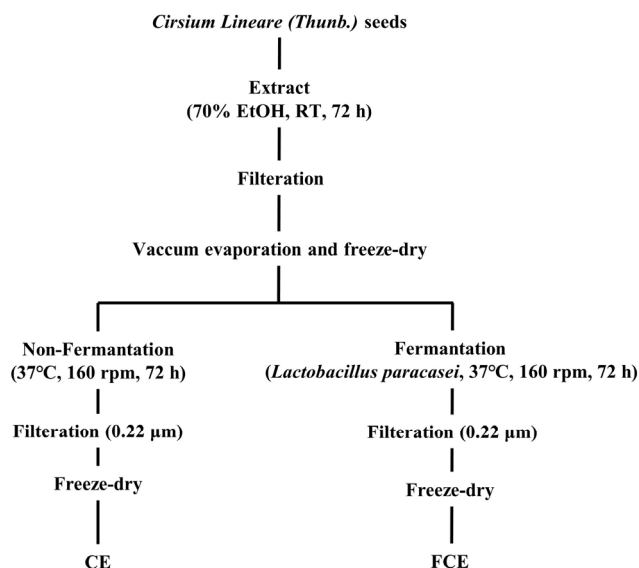 Cirsium Lineare (Thunb.) seeds
Extract
(70% EtOH, RT, 72 h)
Filteration
Vaccum evaporation and freeze-dry
Non-Fermantation
(37℃, 160 rpm, 72 h)
Filteration (0.22 μm)
Freeze-dry
CE
Fermantation
(Lactobacillus paracasei, 37℃, 160 rpm, 72 h)
Filteration (0.22 μm)
Freeze-dry
FCE